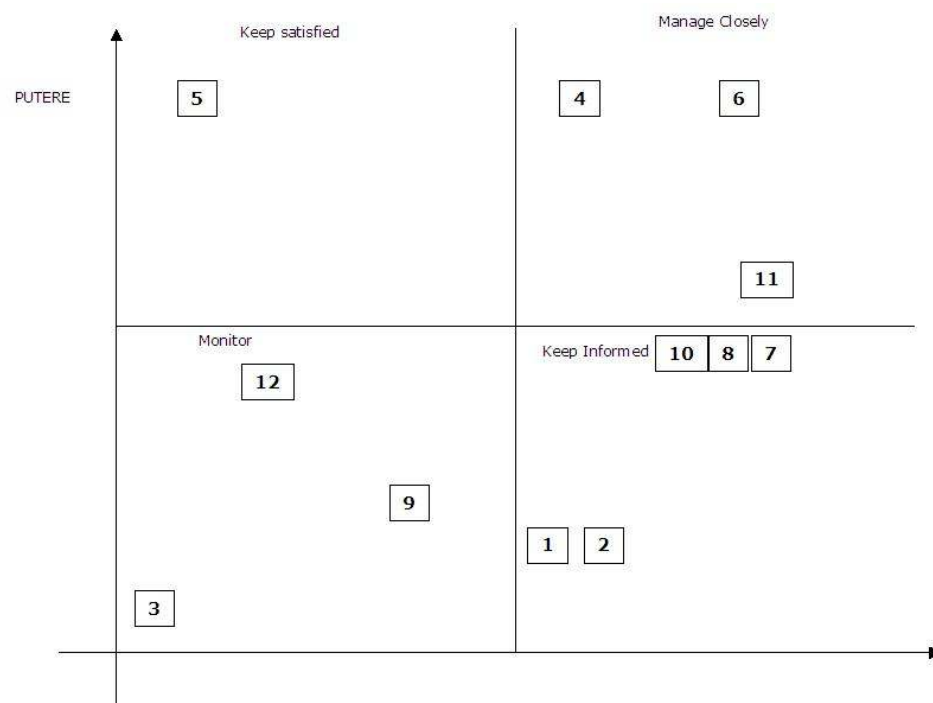 Keep satisfied
Manage Closely
PUTERE
5
4
6
11
Monitor
Keep Informed
10
8
7
12
9
1
2
3